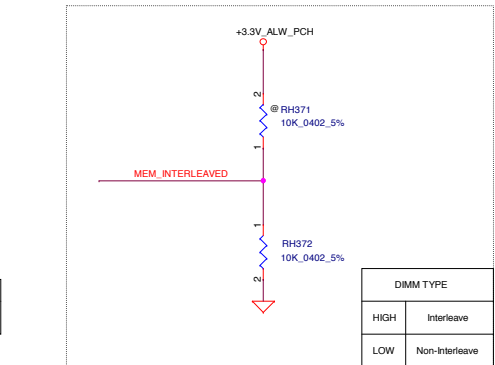 +3.3V_ALW_PCH
2
@ RH371
10K_0402_5%
1
MEM_INTERLEAVED
1
RH372
10K_0402_5%
2
DIMM TYPE
HIGH Interleave
LOW Non-Interleave